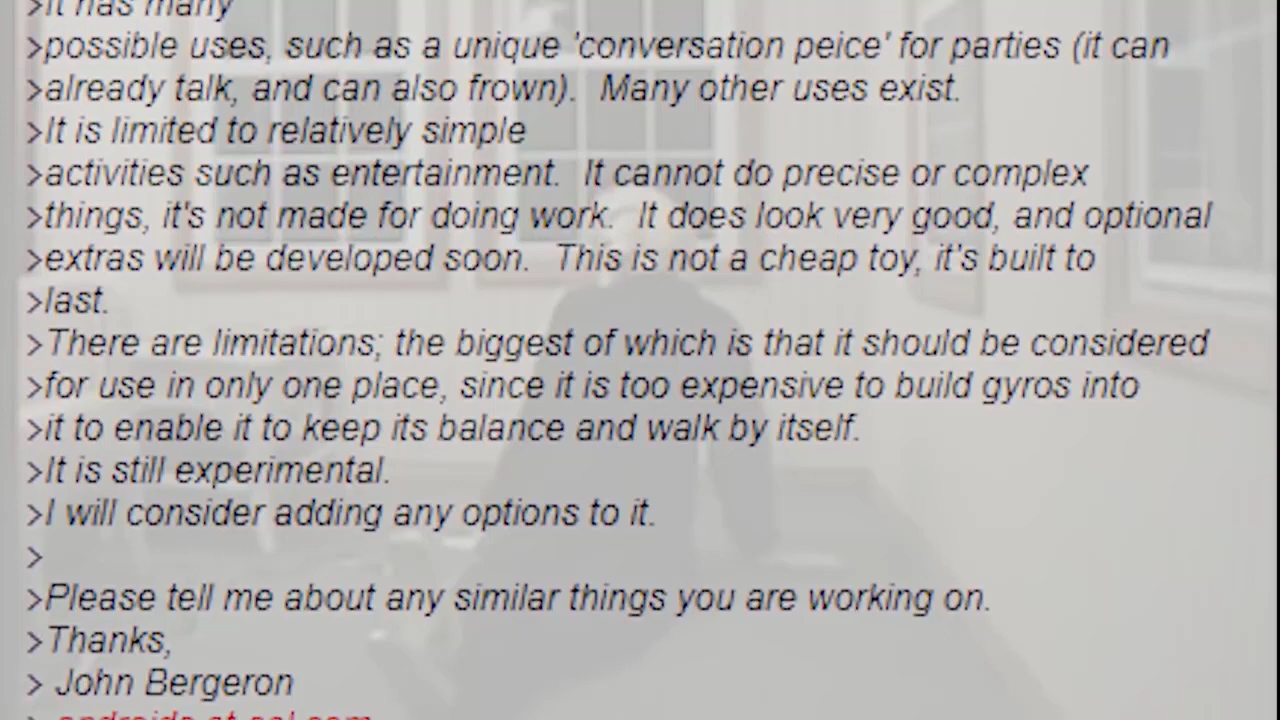 >it has many
>possible uses, such as a unique 'conversation peice' for parties (it can
>already talk, and can also frown).  Many other uses exist.
>It is limited to relatively simple
>activities such as entertainment.  It cannot do precise or complex
>things, it's not made for doing work.  It does look very good, and optional
>extras will be developed soon.  This is not a cheap toy, it's built to
>last.
>There are limitations; the biggest of which is that it should be considered
>for use in only one place, since it is too expensive to build gyros into
>it to enable it to keep its balance and walk by itself.
>It is still experimental.
>I will consider adding any options to it.
>
>Please tell me about any similar things you are working on.
>Thanks,
> John Bergeron
> androids at aol.com